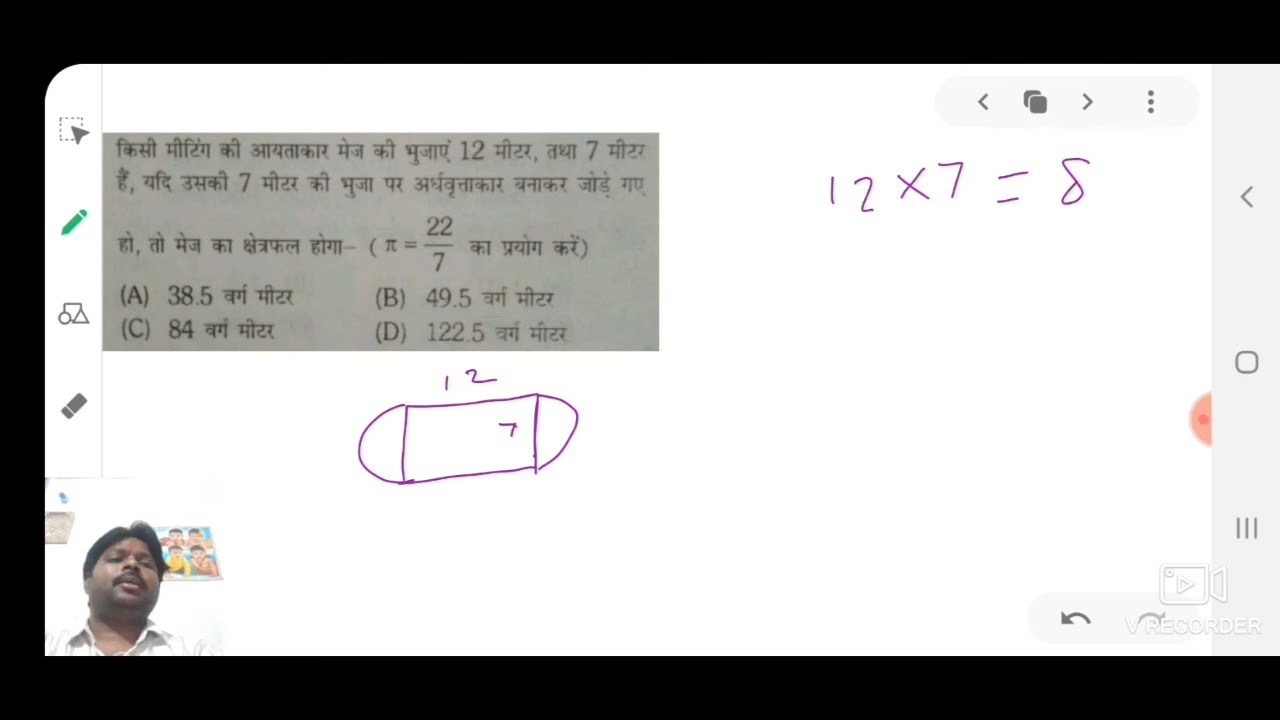 किसी मीटिंग की आयताकार मेज की भुजाएं 12 मीटर, तथा 7 मीटर
हैं, यदि उसकी 7 मीटर की भुजा पर अर्धवृत्ताकार बनाकर जोड़े गए
हो, तो मेज का क्षेत्रफल होगा– ( π = 22/7 का प्रयोग करें)
(A) 38.5 वर्ग मीटर (B) 49.5 वर्ग मीटर
(C) 84 वर्ग मीटर (D) 122.5 वर्ग मीटर
12 × 7 = 8
12
7
V RECORDER